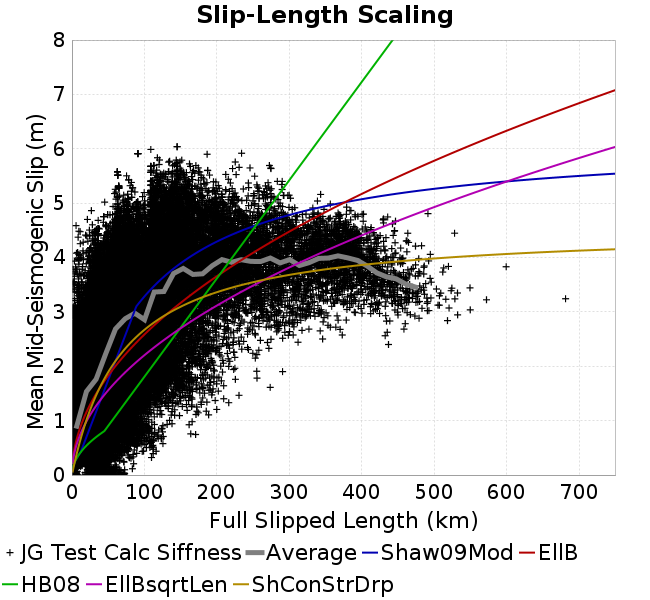 Slip-Length Scaling
8
7
6
5
4
3
2
1
0
Mean Mid-Seismogenic Slip (m)
0 100 200 300 400 500 600 700
Full Slipped Length (km)
JG Test Calc Siffness Average Shaw09Mod EllB
HB08 EllBsqrtLen ShConStrDrp